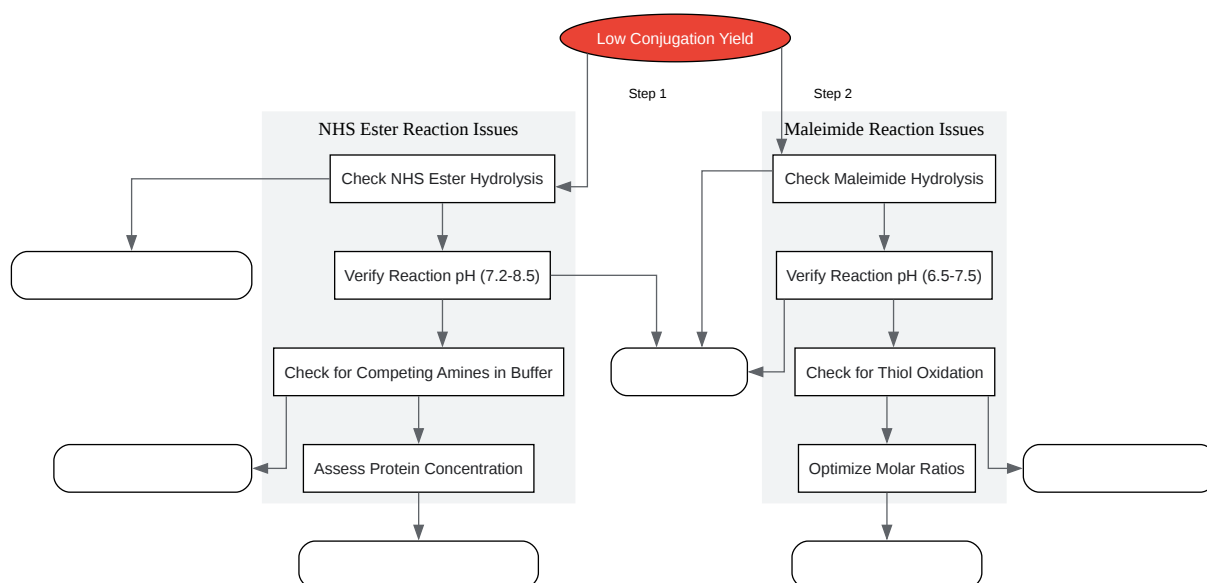 Low Conjugation Yield
Step 1
Step 2
NHS Ester Reaction Issues
Check NHS Ester Hydrolysis
Verify Reaction pH (7.2-8.5)
Check for Competing Amines in Buffer
Assess Protein Concentration
Maleimide Reaction Issues
Check Maleimide Hydrolysis
Verify Reaction pH (6.5-7.5)
Check for Thiol Oxidation
Optimize Molar Ratios